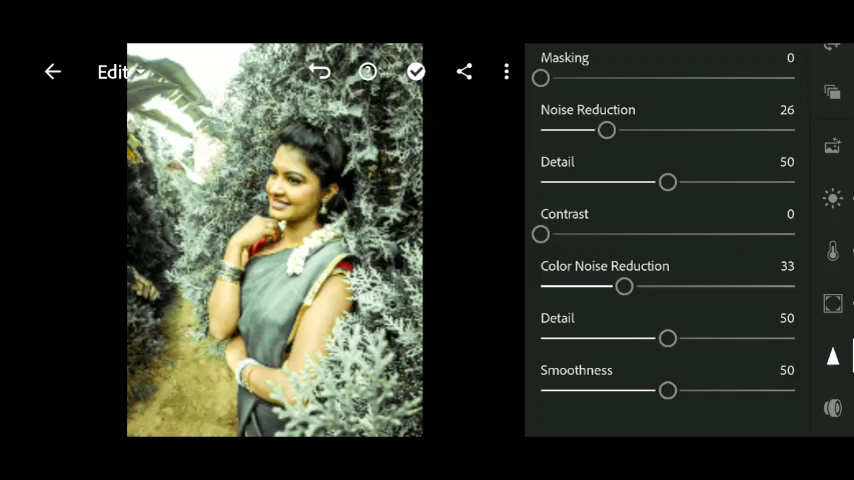 Edit
Masking 0
Noise Reduction 26
Detail 50
Contrast 0
Color Noise Reduction 33
Detail 50
Smoothness 50